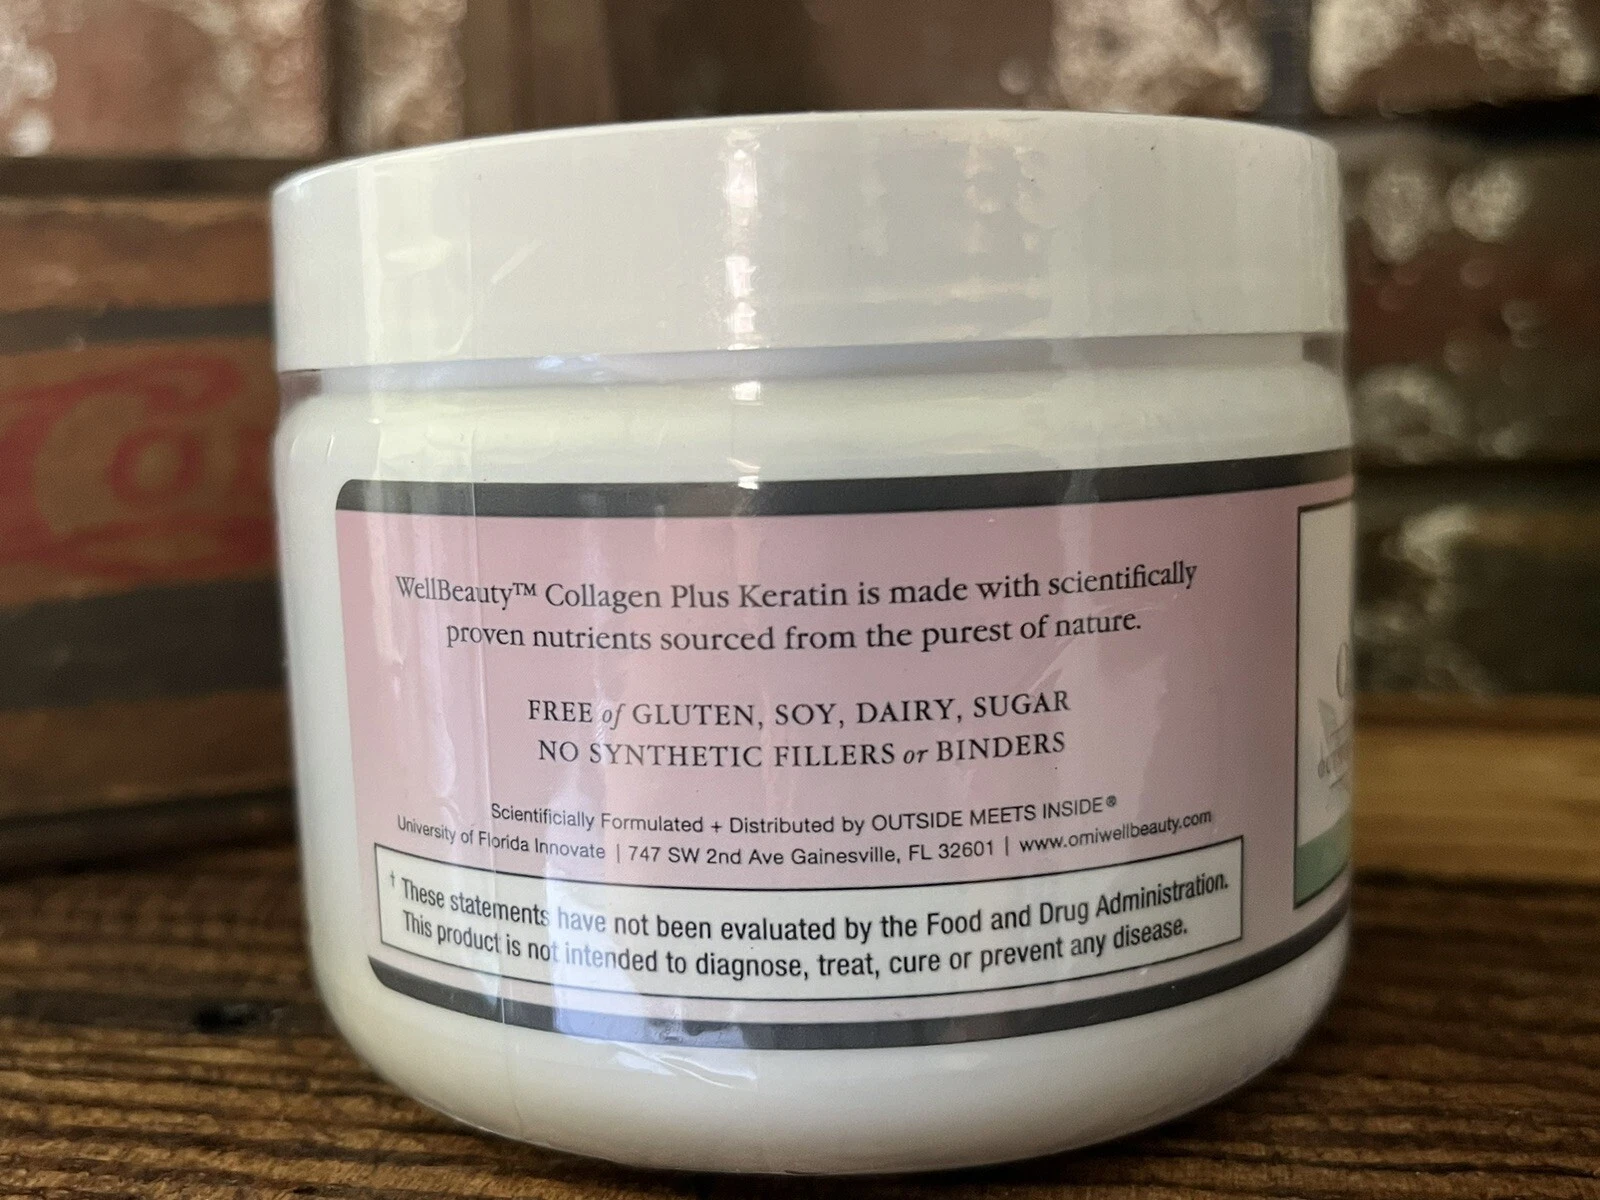 WellBeauty™ Collagen Plus Keratin is made with scientifically
proven nutrients sourced from the purest of nature.
FREE of GLUTEN, SOY, DAIRY, SUGAR
NO SYNTHETIC FILLERS or BINDERS
Scientificially Formulated + Distributed by OUTSIDE MEETS INSIDE®
University of Florida Innovate | 747 SW 2nd Ave Gainesville, FL 32601 | www.omiwellbeauty.com
† These statements have not been evaluated by the Food and Drug Administration.
This product is not intended to diagnose, treat, cure or prevent any disease.